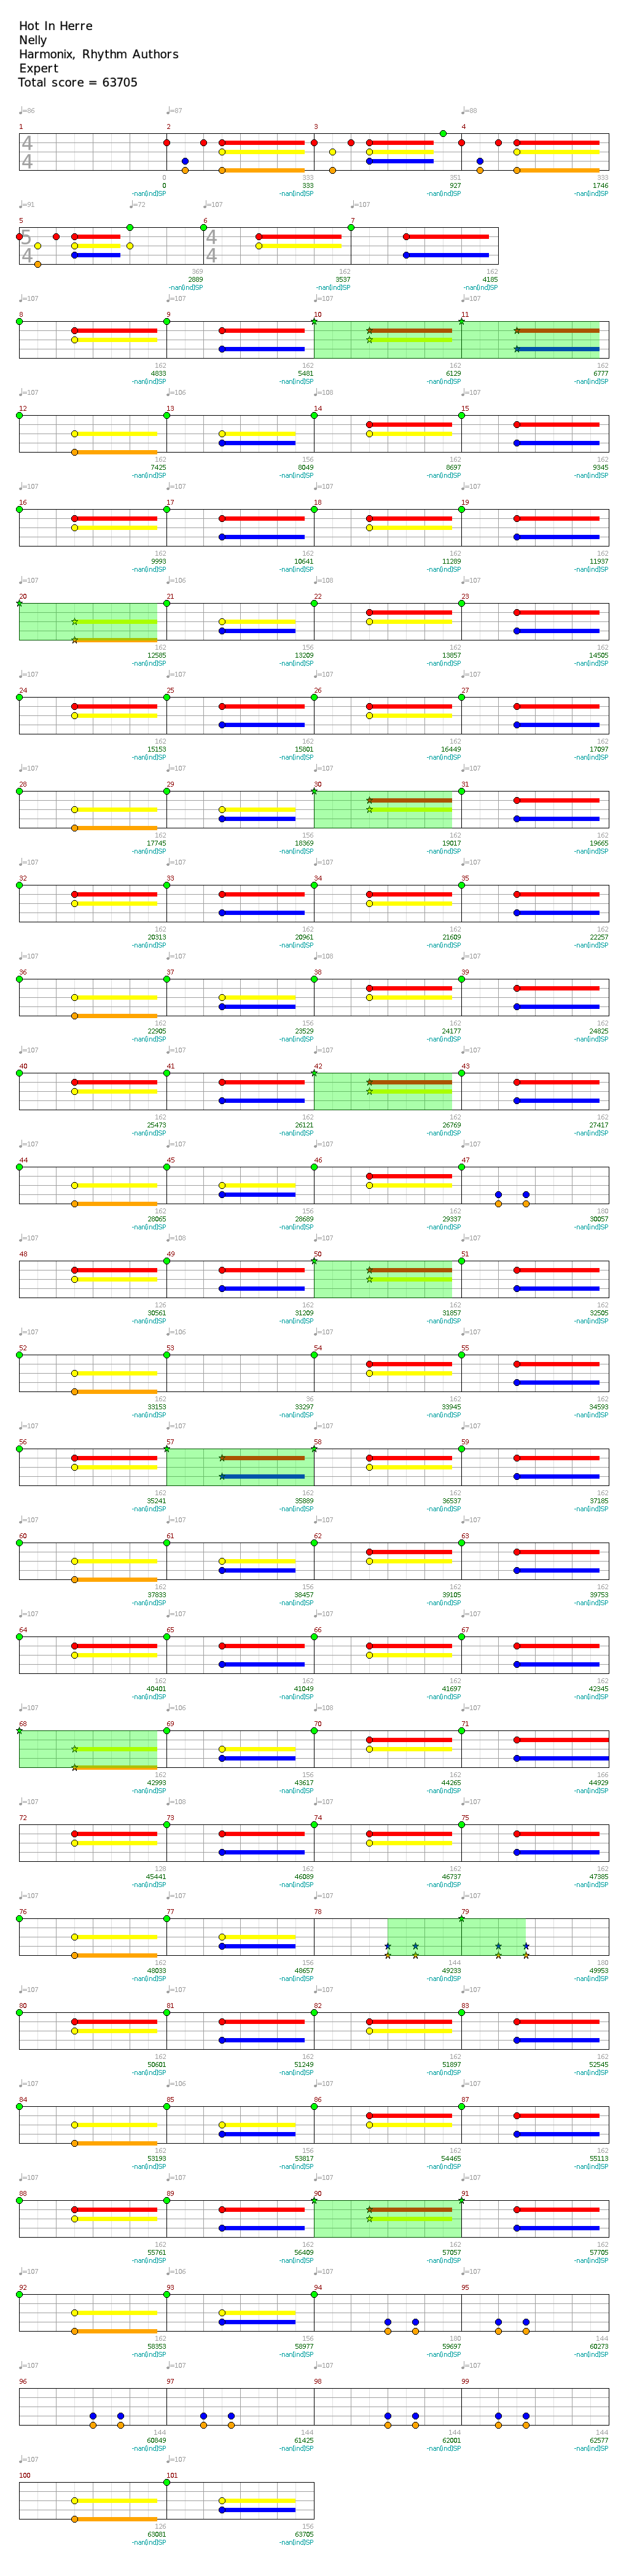 Hot In Herre
Nelly
Harmonix, Rhythm Authors
Expert
Total score = 63705
♩=86 ♩=87 ♩=88
1 2 3 4
4
4
0 333 351 333
0 333 927 1746
-nan(ind)SP -nan(ind)SP -nan(ind)SP -nan(ind)SP
♩=91 ♩=72 ♩=107 ♩=107
5 6 7
5 4
4 4
369 162 162
2889 3537 4185
-nan(ind)SP -nan(ind)SP -nan(ind)SP
♩=107 ♩=107 ♩=107 ♩=107
8 9 10 11
162 162 162 162
4833 5481 6129 6777
-nan(ind)SP -nan(ind)SP -nan(ind)SP -nan(ind)SP
♩=107 ♩=106 ♩=108 ♩=107
12 13 14 15
162 156 162 162
7425 8049 8697 9345
-nan(ind)SP -nan(ind)SP -nan(ind)SP -nan(ind)SP
♩=107 ♩=107 ♩=107 ♩=107
16 17 18 19
162 162 162 162
9993 10641 11289 11937
-nan(ind)SP -nan(ind)SP -nan(ind)SP -nan(ind)SP
♩=107 ♩=106 ♩=108 ♩=107
20 21 22 23
162 156 162 162
12585 13209 13857 14505
-nan(ind)SP -nan(ind)SP -nan(ind)SP -nan(ind)SP
♩=107 ♩=107 ♩=107 ♩=107
24 25 26 27
162 162 162 162
15153 15801 16449 17097
-nan(ind)SP -nan(ind)SP -nan(ind)SP -nan(ind)SP
♩=107 ♩=107 ♩=107 ♩=107
28 29 30 31
162 156 162 162
17745 18369 19017 19665
-nan(ind)SP -nan(ind)SP -nan(ind)SP -nan(ind)SP
♩=107 ♩=107 ♩=107 ♩=107
32 33 34 35
162 162 162 162
20313 20961 21609 22257
-nan(ind)SP -nan(ind)SP -nan(ind)SP -nan(ind)SP
♩=107 ♩=107 ♩=108 ♩=107
36 37 38 39
162 156 162 162
22905 23529 24177 24825
-nan(ind)SP -nan(ind)SP -nan(ind)SP -nan(ind)SP
♩=107 ♩=107 ♩=107 ♩=107
40 41 42 43
162 162 162 162
25473 26121 26769 27417
-nan(ind)SP -nan(ind)SP -nan(ind)SP -nan(ind)SP
♩=107 ♩=107 ♩=107 ♩=107
44 45 46 47
162 156 162 180
28065 28689 29337 30057
-nan(ind)SP -nan(ind)SP -nan(ind)SP -nan(ind)SP
♩=107 ♩=108 ♩=107 ♩=107
48 49 50 51
126 162 162 162
30561 31209 31857 32505
-nan(ind)SP -nan(ind)SP -nan(ind)SP -nan(ind)SP
♩=107 ♩=106 ♩=107 ♩=107
52 53 54 55
162 36 162 162
33153 33297 33945 34593
-nan(ind)SP -nan(ind)SP -nan(ind)SP -nan(ind)SP
♩=107 ♩=107 ♩=107 ♩=107
56 57 58 59
162 162 162 162
35241 35889 36537 37185
-nan(ind)SP -nan(ind)SP -nan(ind)SP -nan(ind)SP
♩=107 ♩=107 ♩=107 ♩=107
60 61 62 63
162 156 162 162
37833 38457 39105 39753
-nan(ind)SP -nan(ind)SP -nan(ind)SP -nan(ind)SP
♩=107 ♩=107 ♩=107 ♩=107
64 65 66 67
162 162 162 162
40401 41049 41697 42345
-nan(ind)SP -nan(ind)SP -nan(ind)SP -nan(ind)SP
♩=107 ♩=106 ♩=108 ♩=107
68 69 70 71
162 156 162 166
42993 43617 44265 44929
-nan(ind)SP -nan(ind)SP -nan(ind)SP -nan(ind)SP
♩=107 ♩=108 ♩=107 ♩=107
72 73 74 75
128 162 162 162
45441 46089 46737 47385
-nan(ind)SP -nan(ind)SP -nan(ind)SP -nan(ind)SP
♩=107 ♩=107 ♩=107 ♩=107
76 77 78 79
162 156 144 180
48033 48657 49233 49953
-nan(ind)SP -nan(ind)SP -nan(ind)SP -nan(ind)SP
♩=107 ♩=107 ♩=107 ♩=107
80 81 82 83
162 162 162 162
50601 51249 51897 52545
-nan(ind)SP -nan(ind)SP -nan(ind)SP -nan(ind)SP
♩=107 ♩=106 ♩=108 ♩=107
84 85 86 87
162 156 162 162
53193 53817 54465 55113
-nan(ind)SP -nan(ind)SP -nan(ind)SP -nan(ind)SP
♩=107 ♩=107 ♩=107 ♩=107
88 89 90 91
162 162 162 162
55761 56409 57057 57705
-nan(ind)SP -nan(ind)SP -nan(ind)SP -nan(ind)SP
♩=107 ♩=106 ♩=107 ♩=107
92 93 94 95
162 156 180 144
58353 58977 59697 60273
-nan(ind)SP -nan(ind)SP -nan(ind)SP -nan(ind)SP
♩=107 ♩=107 ♩=107 ♩=107
96 97 98 99
144 144 144 144
60849 61425 62001 62577
-nan(ind)SP -nan(ind)SP -nan(ind)SP -nan(ind)SP
♩=107 ♩=107
100 101
126 156
63081 63705
-nan(ind)SP -nan(ind)SP